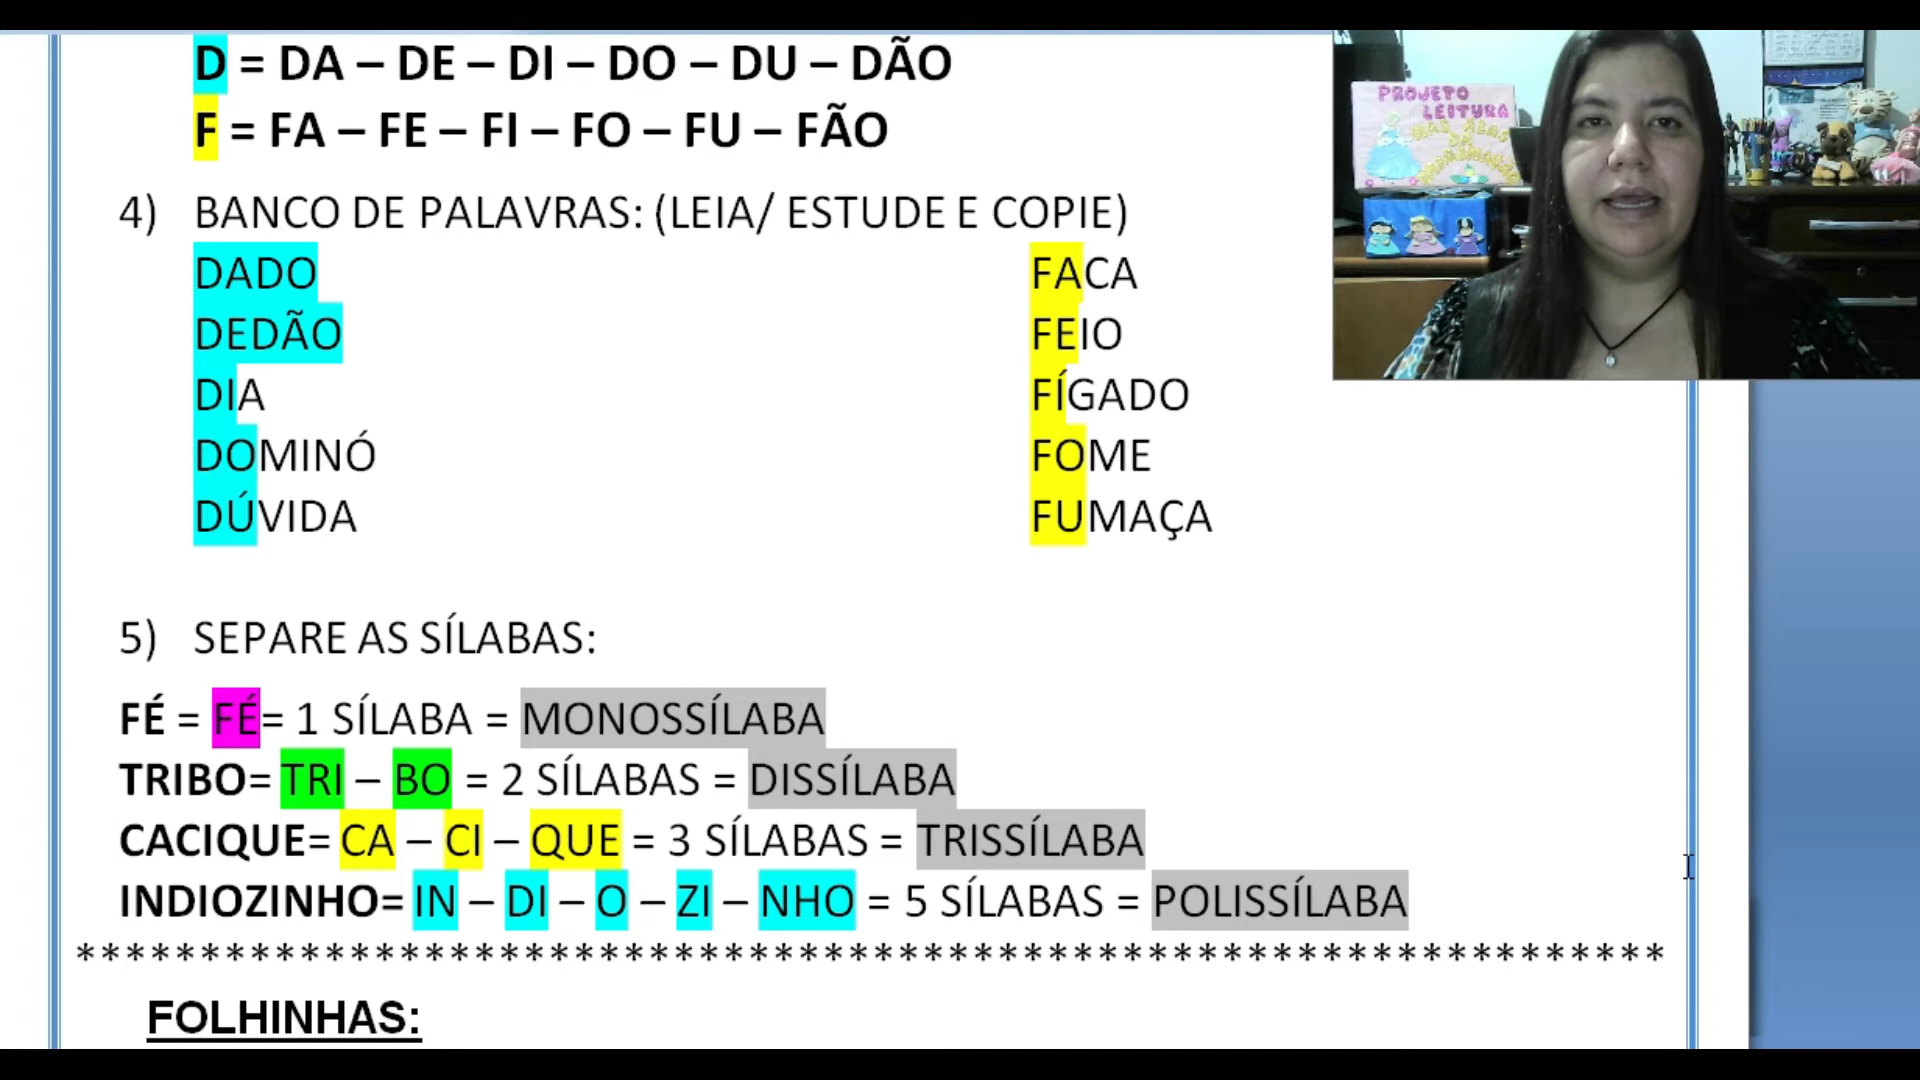 D = DA – DE – DI – DO – DU – DÃO
F = FA – FE – FI – FO – FU – FÃO
4) BANCO DE PALAVRAS: (LEIA/ ESTUDE E COPIE)
DADO FACA
DEDÃO FEIO
DIA FÍGADO
DOMINÓ FOME
DÚVIDA FUMAÇA
5) SEPARE AS SÍLABAS:
FÉ = FÉ= 1 SÍLABA = MONOSSÍLABA
TRIBO= TRI – BO = 2 SÍLABAS = DISSÍLABA
CACIQUE= CA – CI – QUE = 3 SÍLABAS = TRISSÍLABA
INDIOZINHO= IN – DI – O – ZI – NHO = 5 SÍLABAS = POLISSÍLABA
****************************************************************
FOLHINHAS:
PROJETO
LEITURA
NAS ASAS
DA